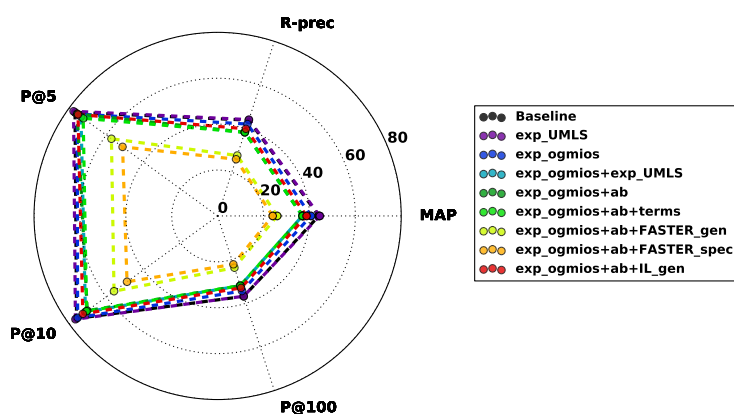 R-prec
P@5
80
60
40
20
0
MAP
P@10
P@100
Baseline
exp_UMLS
exp_ogmios
exp_ogmios+exp_UMLS
exp_ogmios+ab
exp_ogmios+ab+terms
exp_ogmios+ab+FASTER_gen
exp_ogmios+ab+FASTER_spec
exp_ogmios+ab+IL_gen